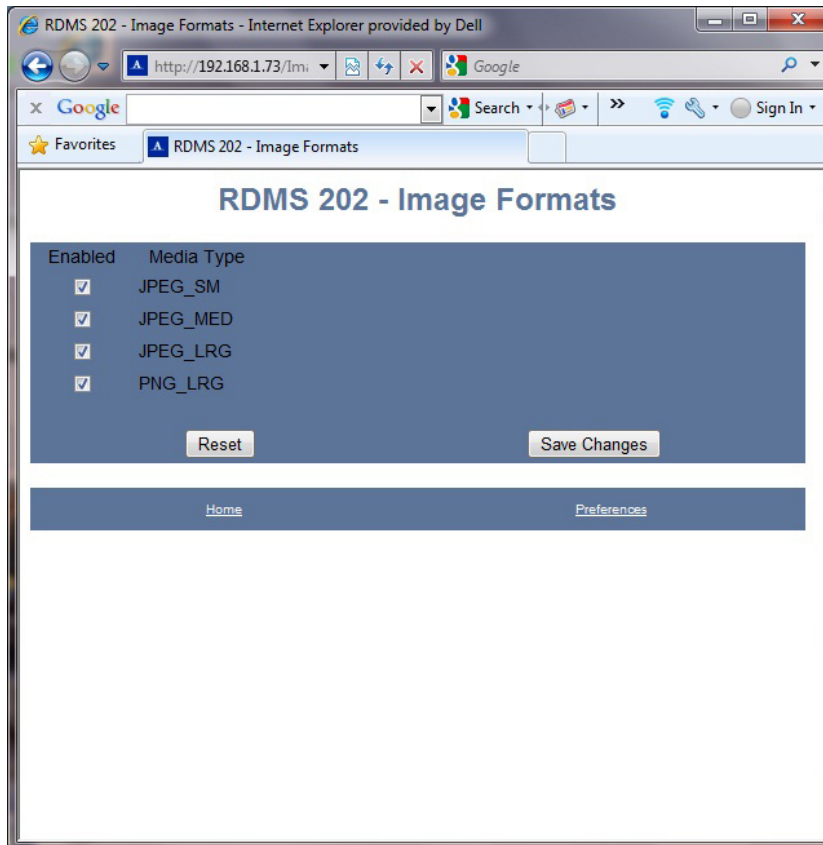 RDMS 202 - Image Formats - Internet Explorer provided by Dell
http://192.168.1.73/Im
Google
x Google Search » Sign In
Favorites RDMS 202 - Image Formats
RDMS 202 - Image Formats
Enabled Media Type
JPEG_SM
JPEG_MED
JPEG_LRG
PNG_LRG
Reset Save Changes
Home Preferences